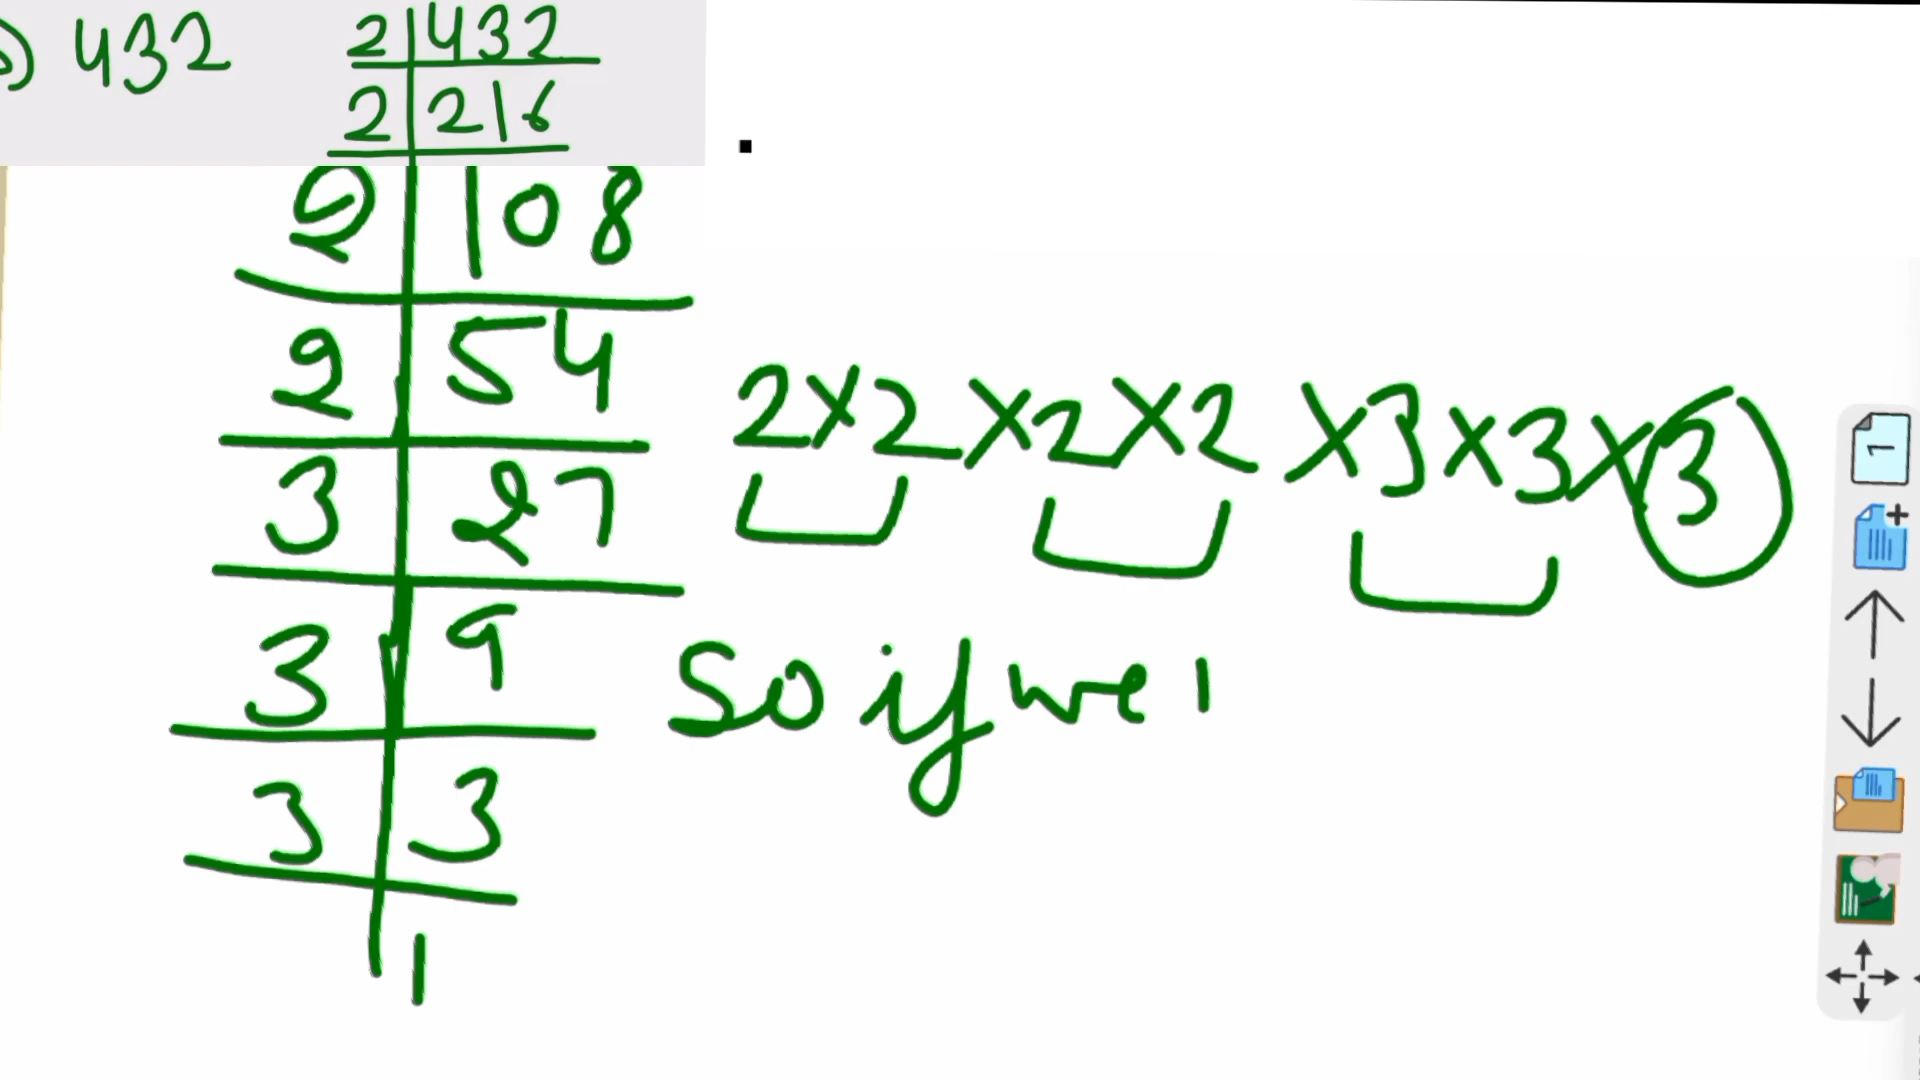 ) 432
2 | 432
2 | 216
2 | 108
2 | 54
3 | 27
3 | 9
3 | 3
1
2×2×2×2×3×3×3
So if we
1